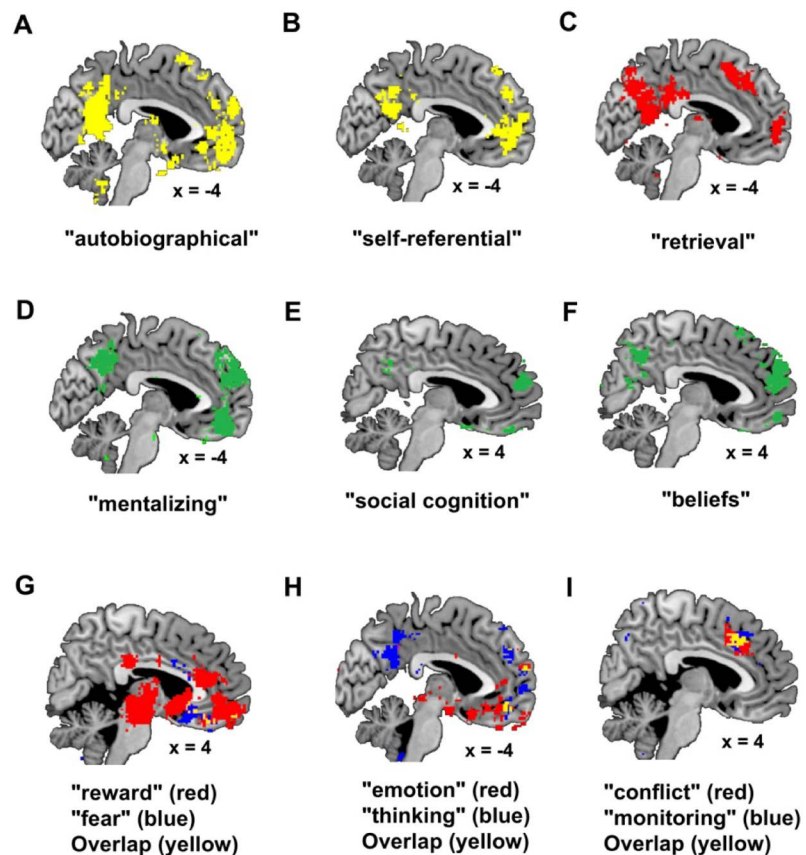 A
B
C
x = -4
x = -4
x = -4
"autobiographical"
"self-referential"
"retrieval"
D
E
F
x = -4
x = 4
x = 4
"mentalizing"
"social cognition"
"beliefs"
G
H
I
x = 4
x = -4
x = 4
"reward" (red)
"fear" (blue)
Overlap (yellow)
"emotion" (red)
"thinking" (blue)
Overlap (yellow)
"conflict" (red)
"monitoring" (blue)
Overlap (yellow)